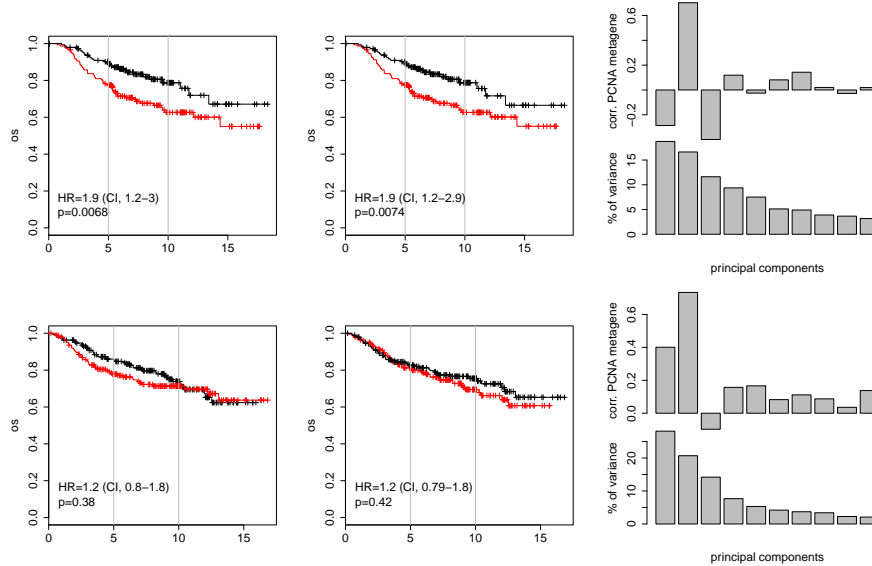 os
1.0
0.8
0.6
0.4
0.2
0.0
HR=1.9 (CI, 1.2−3)
p=0.0068
0 5 10 15
os
1.0
0.8
0.6
0.4
0.2
0.0
HR=1.9 (CI, 1.2−2.9)
p=0.0074
0 5 10 15
corr. PCNA metagene
0.6
0.2
−0.2
% of variance
15
10
5
0
principal components
os
1.0
0.8
0.6
0.4
0.2
0.0
HR=1.2 (CI, 0.8−1.8)
p=0.38
0 5 10 15
os
1.0
0.8
0.6
0.4
0.2
0.0
HR=1.2 (CI, 0.79−1.8)
p=0.42
0 5 10 15
corr. PCNA metagene
0.6
0.4
0.2
0.0
% of variance
20
10
5
0
principal components